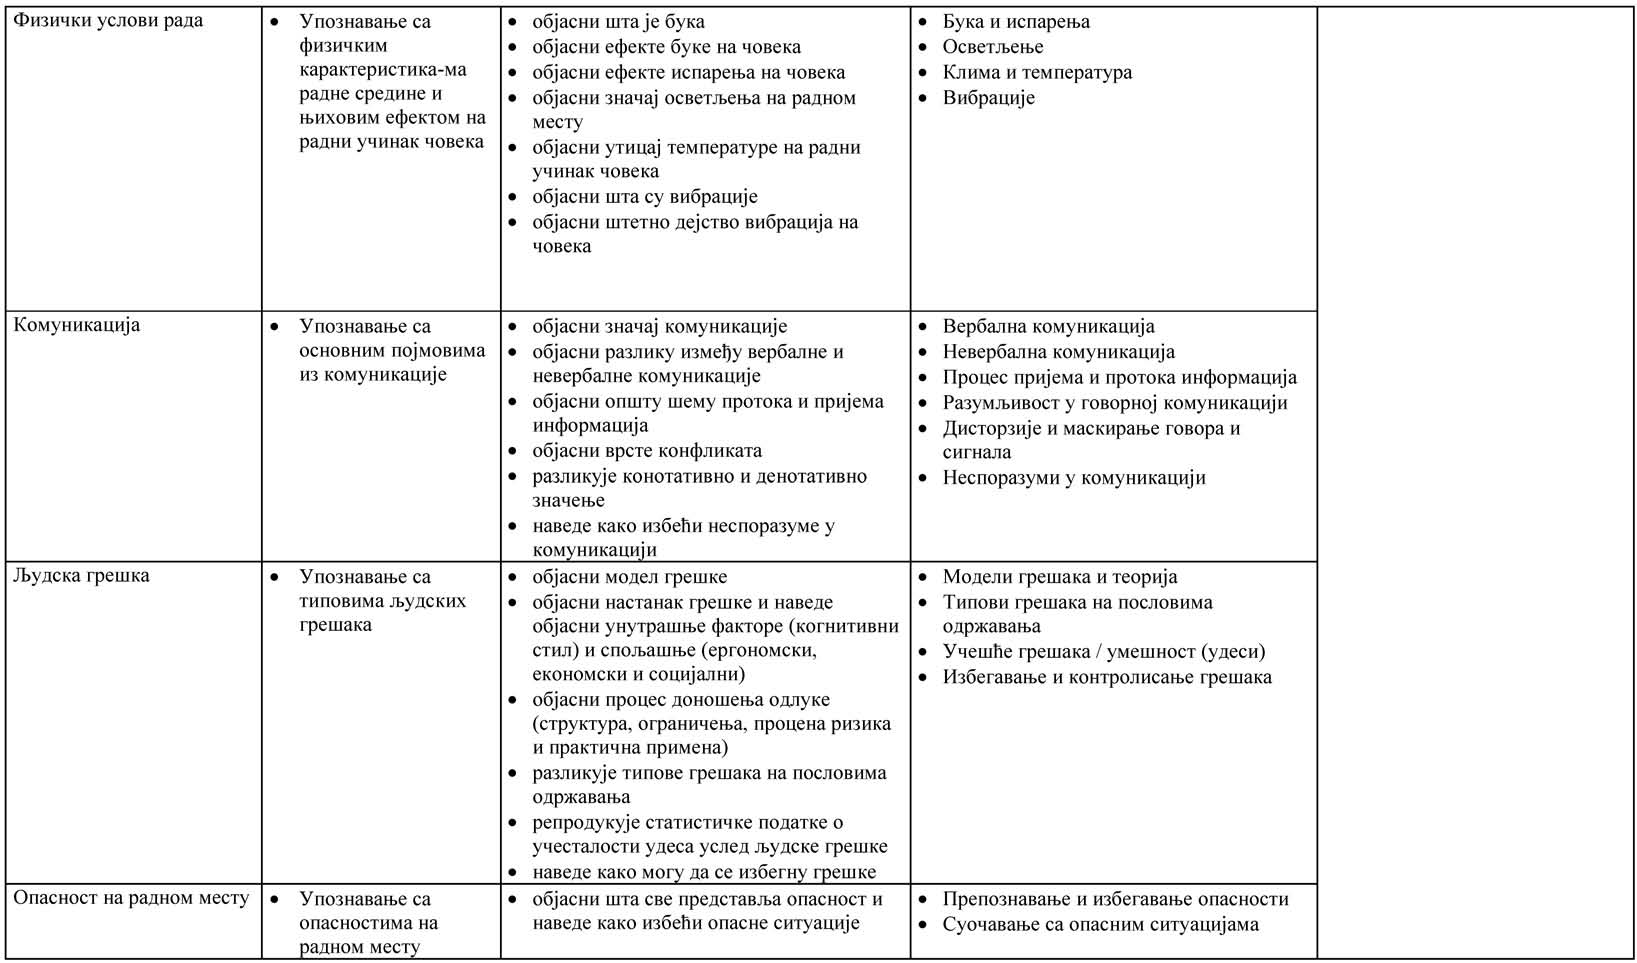 Физички услови рада
• Упознавање са
физичким
карактеристика-ма
радне средине и
њиховим ефектом на
радни учинак човека
• објасни шта је бука
• објасни ефекте буке на човека
• објасни ефекте испарења на човека
• објасни значај осветљења на радном
месту
• објасни утицај температуре на радни
учинак човека
• објасни шта су вибрације
• објасни штетно дејство вибрација на
човека
• Бука и испарења
• Осветљење
• Клима и температура
• Вибрације
Комуникација
• Упознавање са
основним појмовима
из комуникације
• објасни значај комуникације
• објасни разлику између вербалне и
невербалне комуникације
• објасни општу шему протока и пријема
информација
• објасни врсте конфликата
• разликује конотативно и денотативно
значење
• наведе како избећи неспоразуме у
комуникацији
• Вербална комуникација
• Невербална комуникација
• Процес пријема и протока информација
• Разумљивост у говорној комуникацији
• Дисторзије и маскирање говора и
сигнала
• Неспоразуми у комуникацији
Људска грешка
• Упознавање са
типовима људских
грешака
• објасни модел грешке
• објасни настанак грешке и наведе
објасни унутрашње факторе (когнитивни
стил) и спољашње (ергономски,
економски и социјални)
• објасни процес доношења одлуке
(структура, ограничења, процена ризика
и практична примена)
• разликује типове грешака на пословима
одржавања
• репродукује статистичке податке о
учесталости удеса услед људске грешке
• наведе како могу да се избегну грешке
• Модели грешака и теорија
• Типови грешака на пословима
одржавања
• Учешће грешака / умешност (удеси)
• Избегавање и контролисање грешака
Опасност на радном месту
• Упознавање са
опасностима на
радном месту
• објасни шта све представља опасност и
наведе како избећи опасне ситуације
• Препознавање и избегавање опасности
• Суочавање са опасним ситуацијама